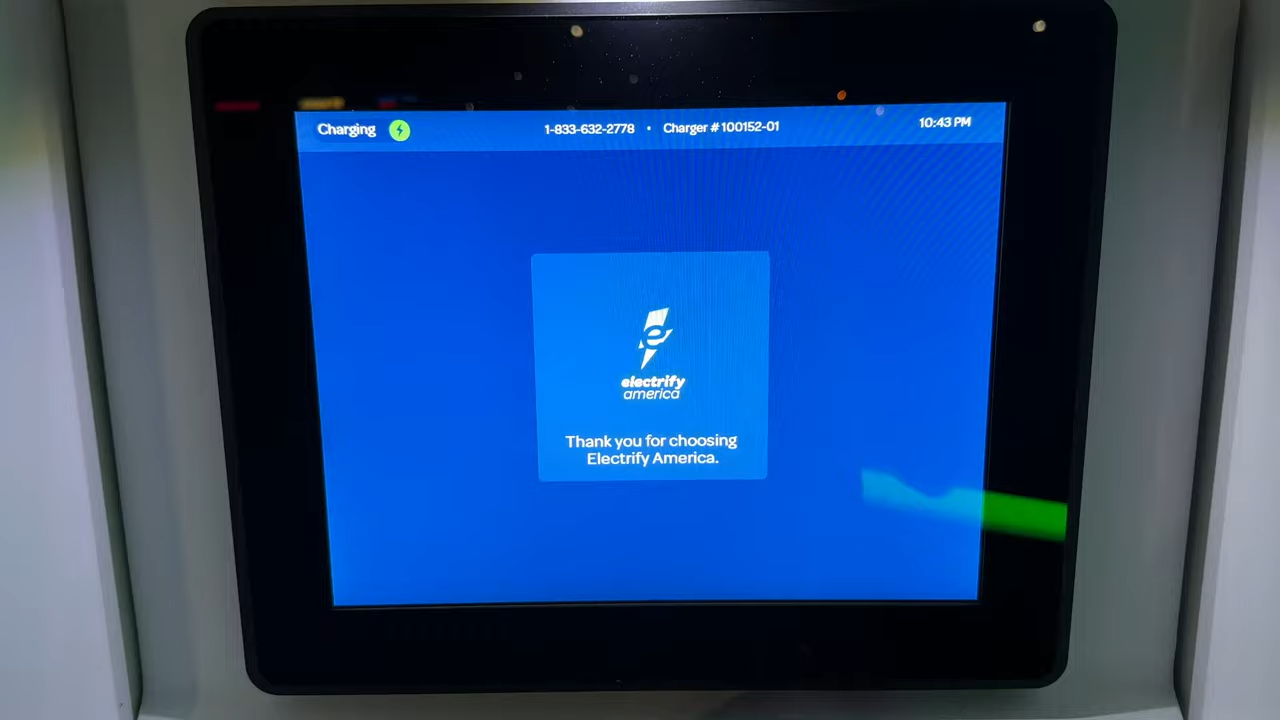 Charging
1-833-632-2778 • Charger # 100152-01
10:43 PM
electrify
america
Thank you for choosing
Electrify America.